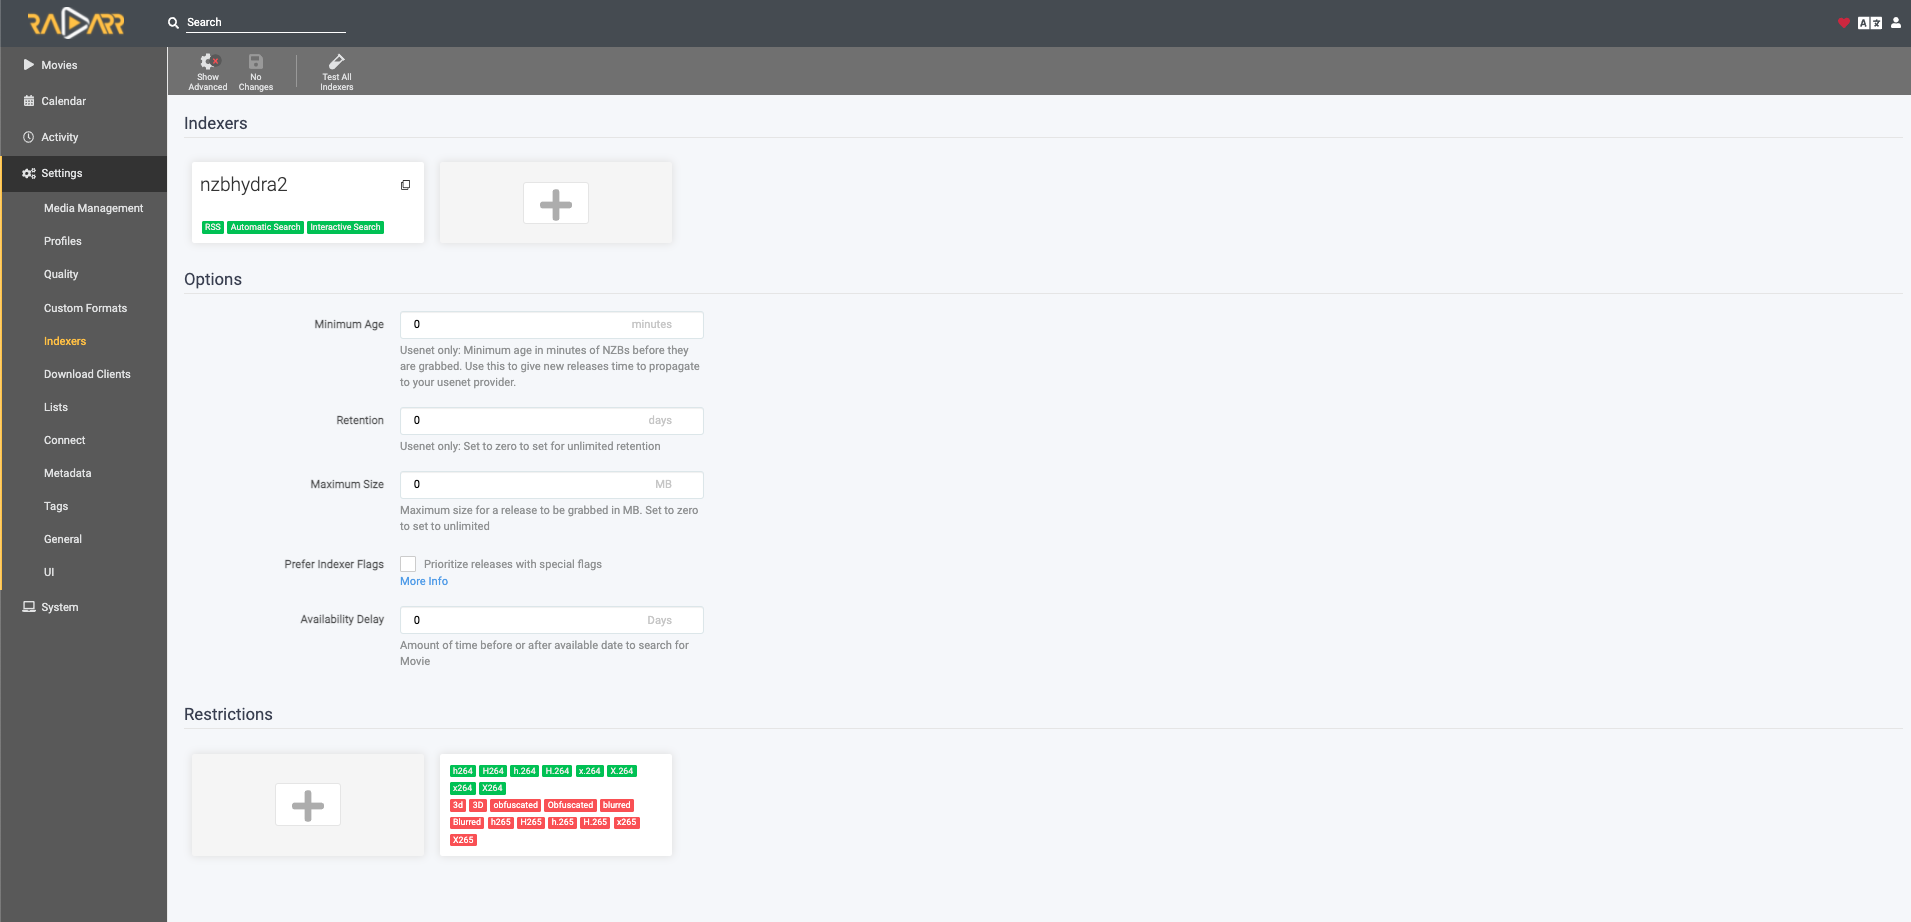 RADARR
Search
A
Movies
Calendar
Activity
Settings
Media Management
Profiles
Quality
Custom Formats
Indexers
Download Clients
Lists
Connect
Metadata
Tags
General
UI
System
Show
Advanced
No
Changes
Test All
Indexers
Indexers
nzbhydra2
RSS Automatic Search Interactive Search
Options
Minimum Age 0 minutes
Usenet only: Minimum age in minutes of NZBs before they
are grabbed. Use this to give new releases time to propagate
to your usenet provider.
Retention 0 days
Usenet only: Set to zero to set for unlimited retention
Maximum Size 0 MB
Maximum size for a release to be grabbed in MB. Set to zero
to set to unlimited
Prefer Indexer Flags Prioritize releases with special flags
More Info
Availability Delay 0 Days
Amount of time before or after available date to search for
Movie
Restrictions
h264 H264 h.264 H.264 x.264 X.264
x264 X264
3d 3D obfuscated Obfuscated blurred
Blurred h265 H265 h.265 H.265 x265
X265